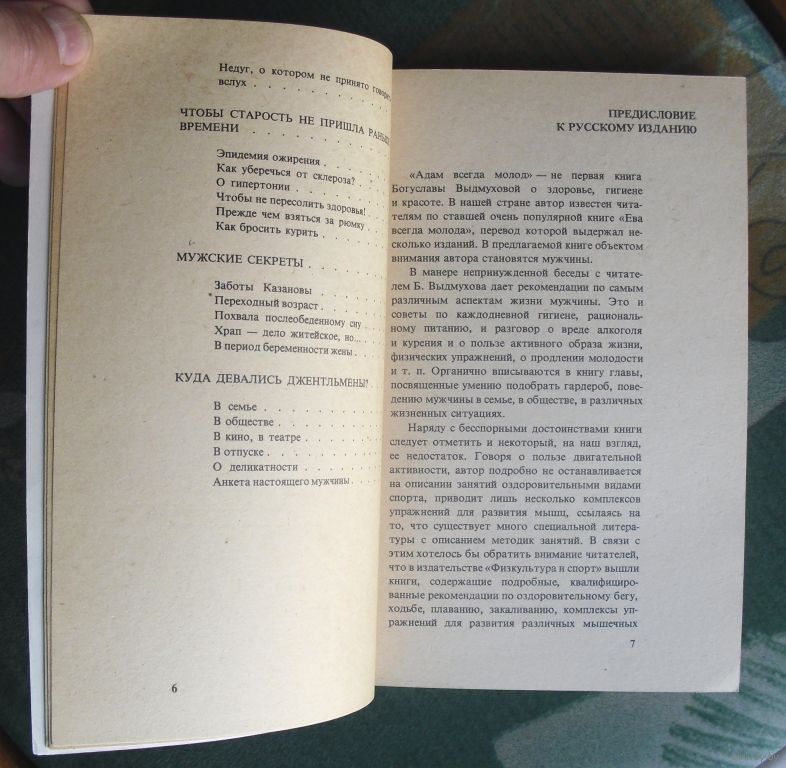 Недуг, о котором не принято говорить
вслух . . . . . . . . . . .
ЧТОБЫ СТАРОСТЬ НЕ ПРИШЛА РАНЬШЕ
ВРЕМЕНИ . . . . . . . . . .
Эпидемия ожирения . . . . .
Как уберечься от склероза? . .
О гипертонии . . . . . . .
Чтобы не пересолить здоровья!
Прежде чем взяться за рюмку .
Как бросить курить . . . . .
МУЖСКИЕ СЕКРЕТЫ . . . . . .
Заботы Казановы . . . . .
Переходный возраст . . . . .
Похвала послеобеденному сну .
Храп — дело житейское, но... .
В период беременности жены .
КУДА ДЕВАЛИСЬ ДЖЕНТЛЬМЕНЫ? .
В семье . . . . . . . . .
В обществе . . . . . . . .
В кино, в театре . . . . . .
В отпуске . . . . . . . . .
О деликатности . . . . . .
Анкета настоящего мужчины . . .
6
ПРЕДИСЛОВИЕ
К РУССКОМУ ИЗДАНИЮ
«Адам всегда молод» — не первая книга
Богуславы Выдмуховой о здоровье, гигиене
и красоте. В нашей стране автор известен чита-
телям по ставшей очень популярной книге «Ева
всегда молода», перевод которой выдержал не-
сколько изданий. В предлагаемой книге объектом
внимания автора становятся мужчины.
В манере непринужденной беседы с читате-
лем Б. Выдмухова дает рекомендации по самым
различным аспектам жизни мужчины. Это и
советы по каждодневной гигиене, рациональ-
ному питанию, и разговор о вреде алкоголя
и курения и о пользе активного образа жизни,
физических упражнений, о продлении молодости
и т. п. Органично вписываются в книгу главы,
посвященные умению подобрать гардероб, пове-
дению мужчины в семье, в обществе, в различных
жизненных ситуациях.
Наряду с бесспорными достоинствами книги
следует отметить и некоторый, на наш взгляд,
ее недостаток. Говоря о пользе двигательной
активности, автор подробно не останавливается
на описании занятий оздоровительными видами
спорта, приводит лишь несколько комплексов
упражнений для развития мышц, ссылаясь на
то, что существует много специальной литера-
туры с описанием методик занятий. В связи с
этим хотелось бы обратить внимание читателей,
что в издательстве «Физкультура и спорт» вышли
книги, содержащие подробные, квалифициро-
ванные рекомендации по оздоровительному бегу,
ходьбе, плаванию, закаливанию, комплексы уп-
ражнений для развития различных мышечных
7